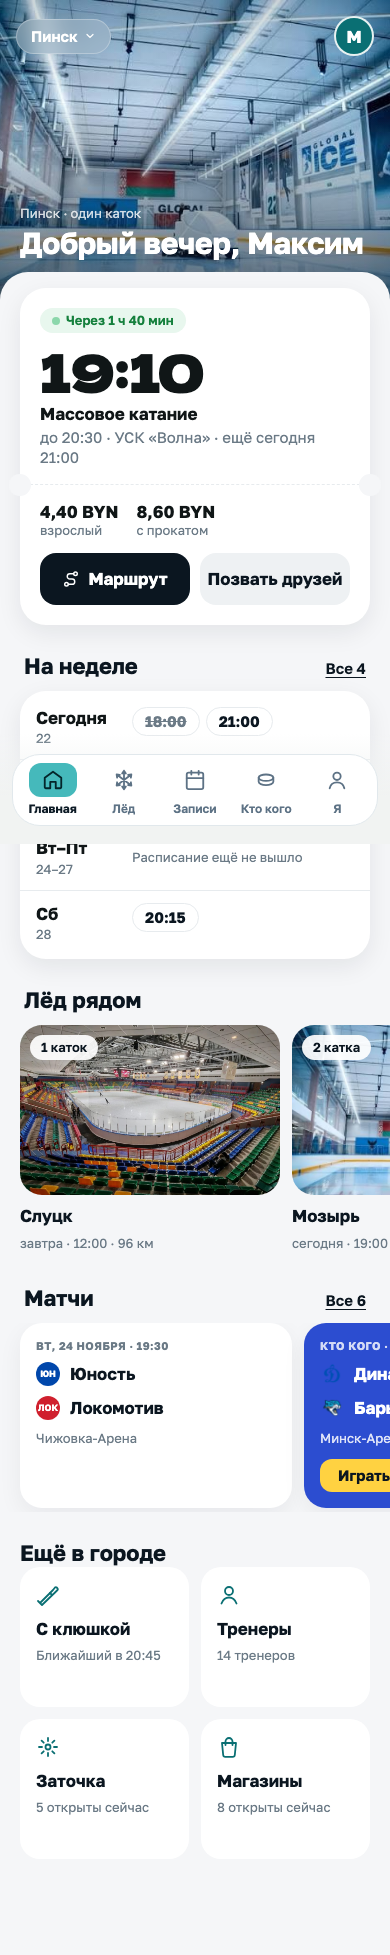 Пинск
М
GLOBAL
ICE
GLOBAL
Пинск · один каток
Добрый вечер, Максим
Через 1 ч 40 мин
19:10
Массовое катание
до 20:30 · УСК «Волна» · ещё сегодня
21:00
4,40 BYN
взрослый
8,60 BYN
с прокатом
Маршрут
Позвать друзей
На неделе
Все 4
Сегодня
22
18:00
21:00
Главная
Лёд
Записи
Кто кого
Я
Вт–Пт
24–27
Расписание ещё не вышло
Сб
28
20:15
Лёд рядом
1 каток
2 катка
Слуцк
завтра · 12:00 · 96 км
Мозырь
сегодня · 19:00
Матчи
Все 6
ВТ, 24 НОЯБРЯ · 19:30
ЮН
Юность
ЛОК
Локомотив
Чижовка-Арена
КТО КОГО ·
Дина
Бары
Минск-Аре
Играть
Ещё в городе
С клюшкой
Ближайший в 20:45
Тренеры
14 тренеров
Заточка
5 открыты сейчас
Магазины
8 открыты сейчас